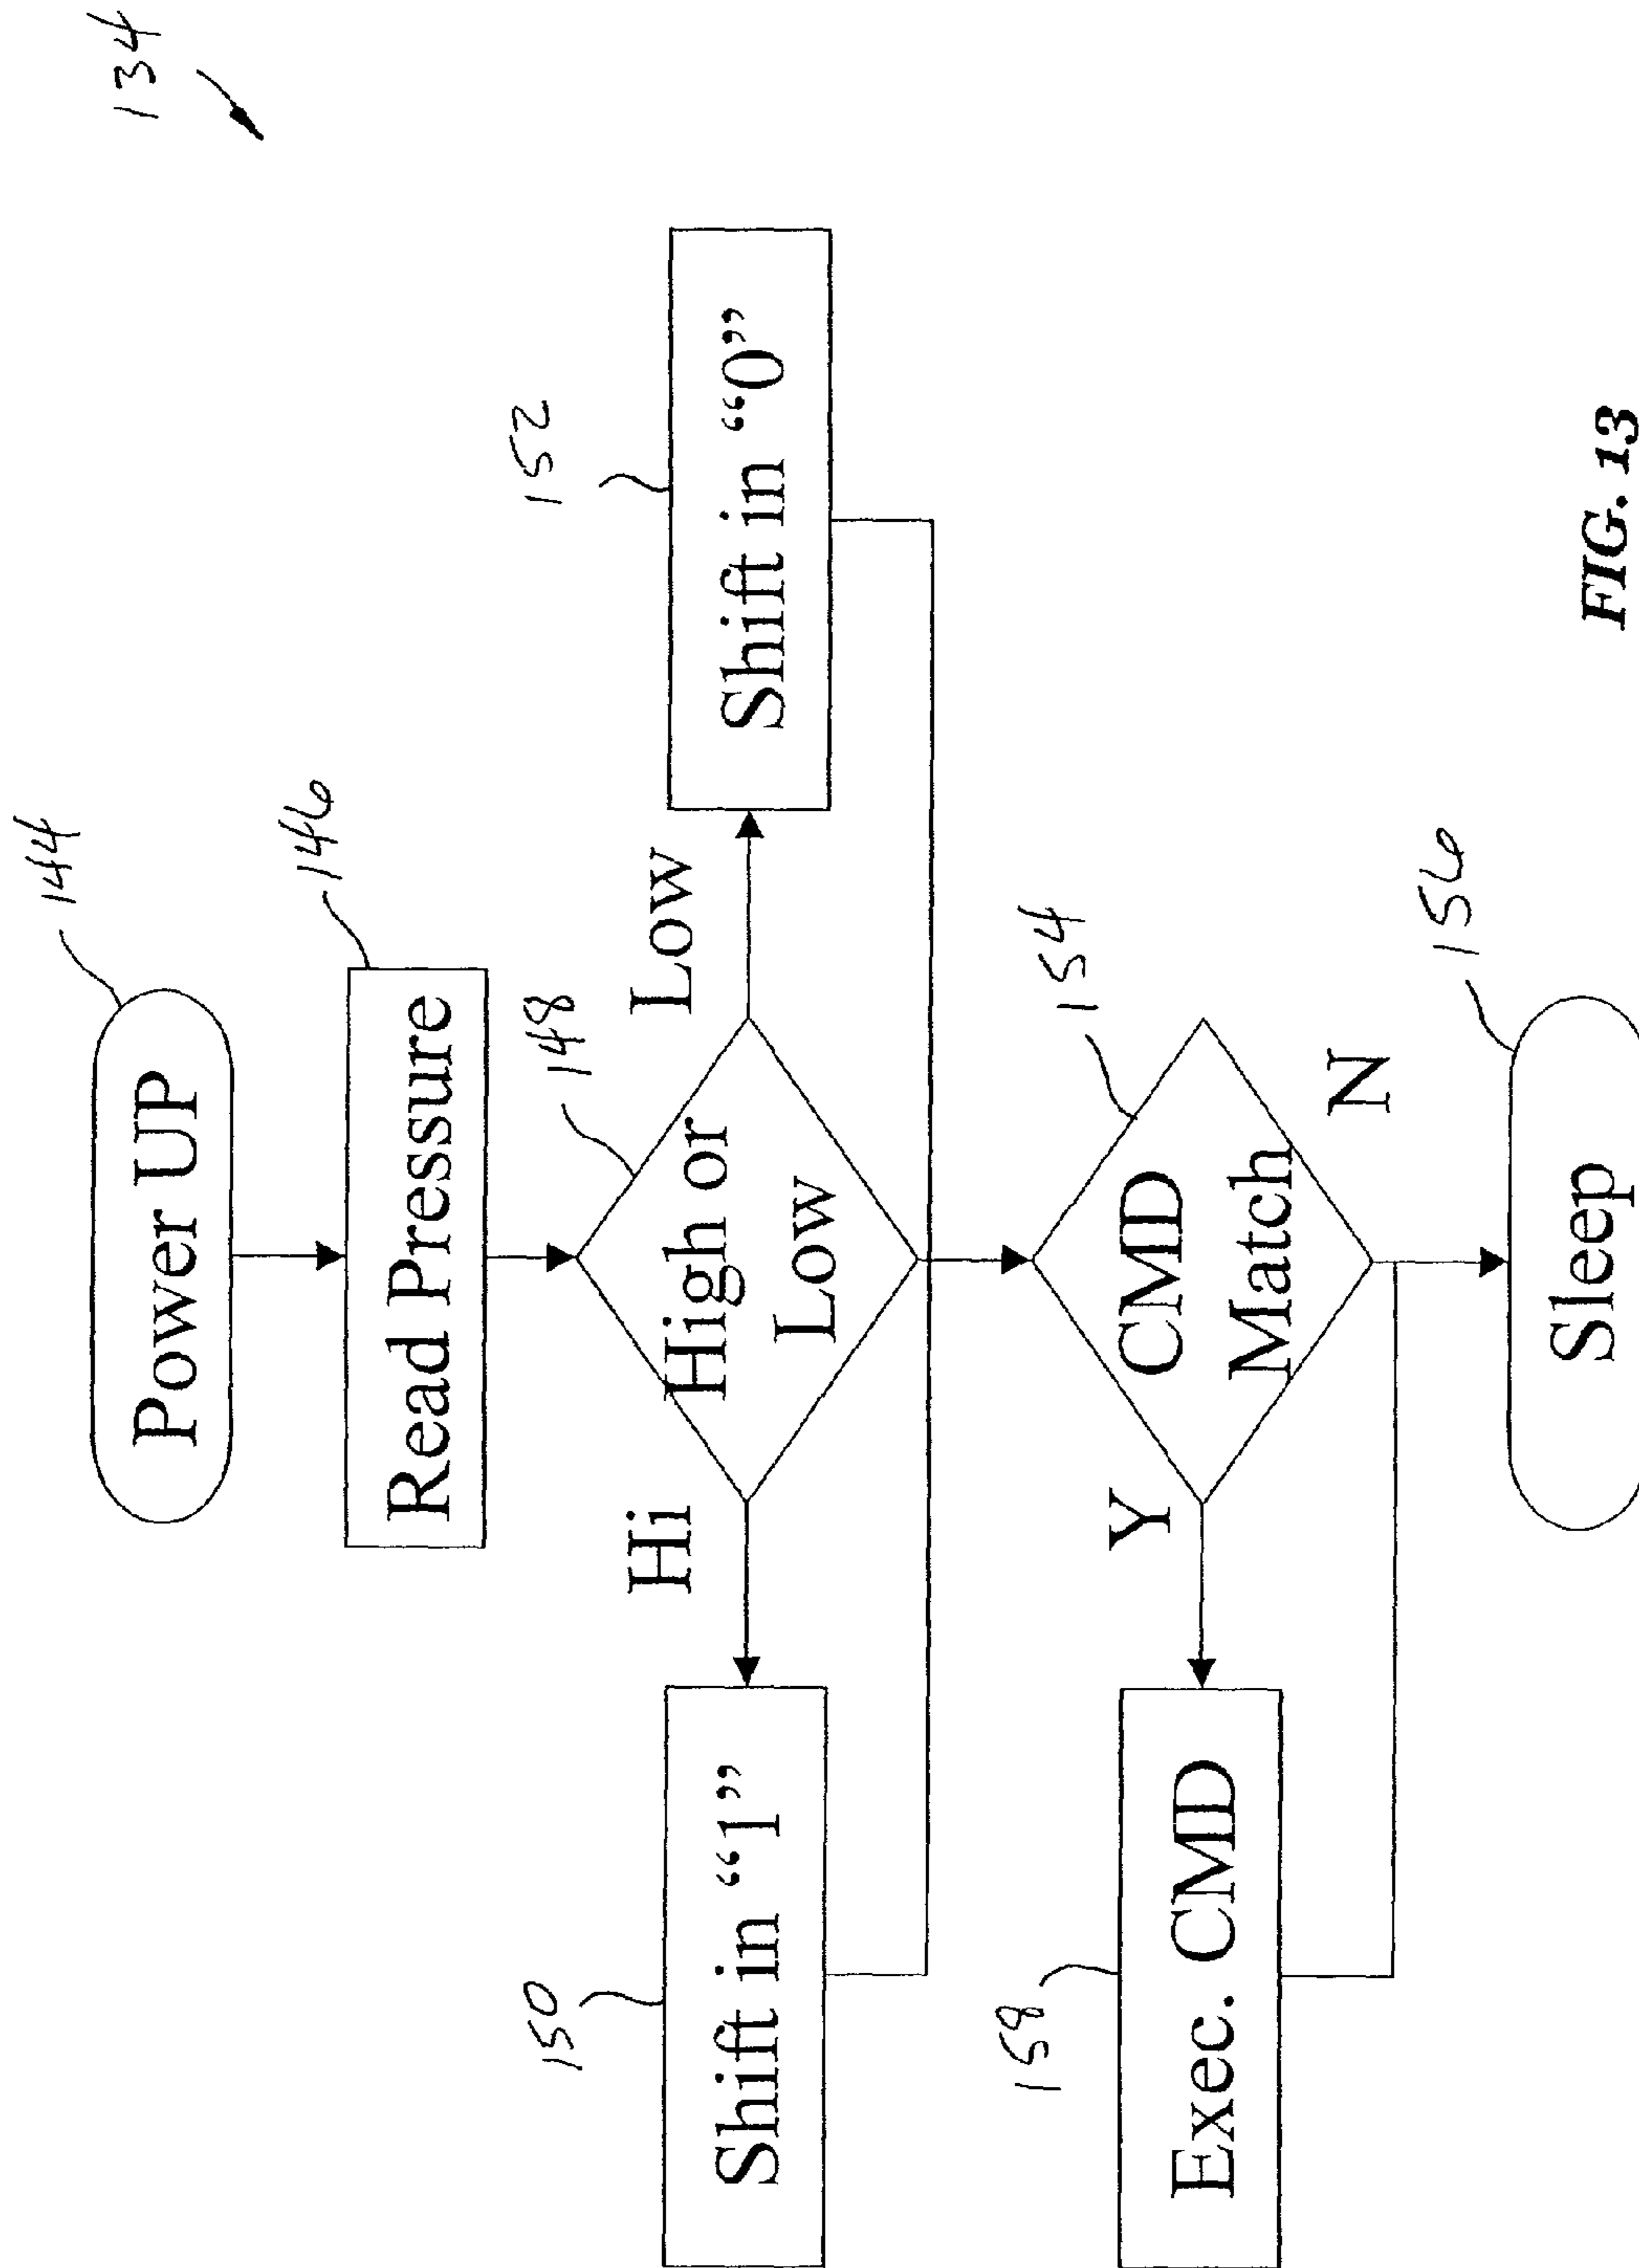 134
144
Power UP
146
Read Pressure
148
High or
Low
Hi
Low
150
Shift in “1”
152
Shift in “0”
154
CMD
Match
Y
N
158
Exec. CMD
156
Sleep
FIG. 13